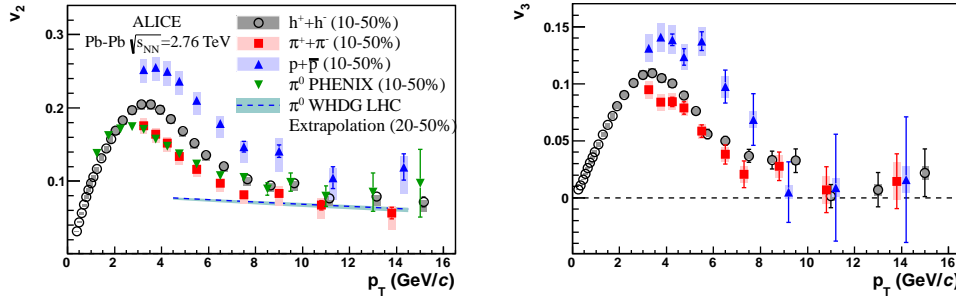 v₂
0.3
0.2
0.1
ALICE
Pb-Pb √s_NN=2.76 TeV
h⁺+h⁻ (10-50%)
π⁺+π⁻ (10-50%)
p+p̅ (10-50%)
π⁰ PHENIX (10-50%)
π⁰ WHDG LHC
Extrapolation (20-50%)
0 2 4 6 8 10 12 14 16
p_T (GeV/c)
v₃
0.15
0.1
0.05
0
0 2 4 6 8 10 12 14 16
p_T (GeV/c)